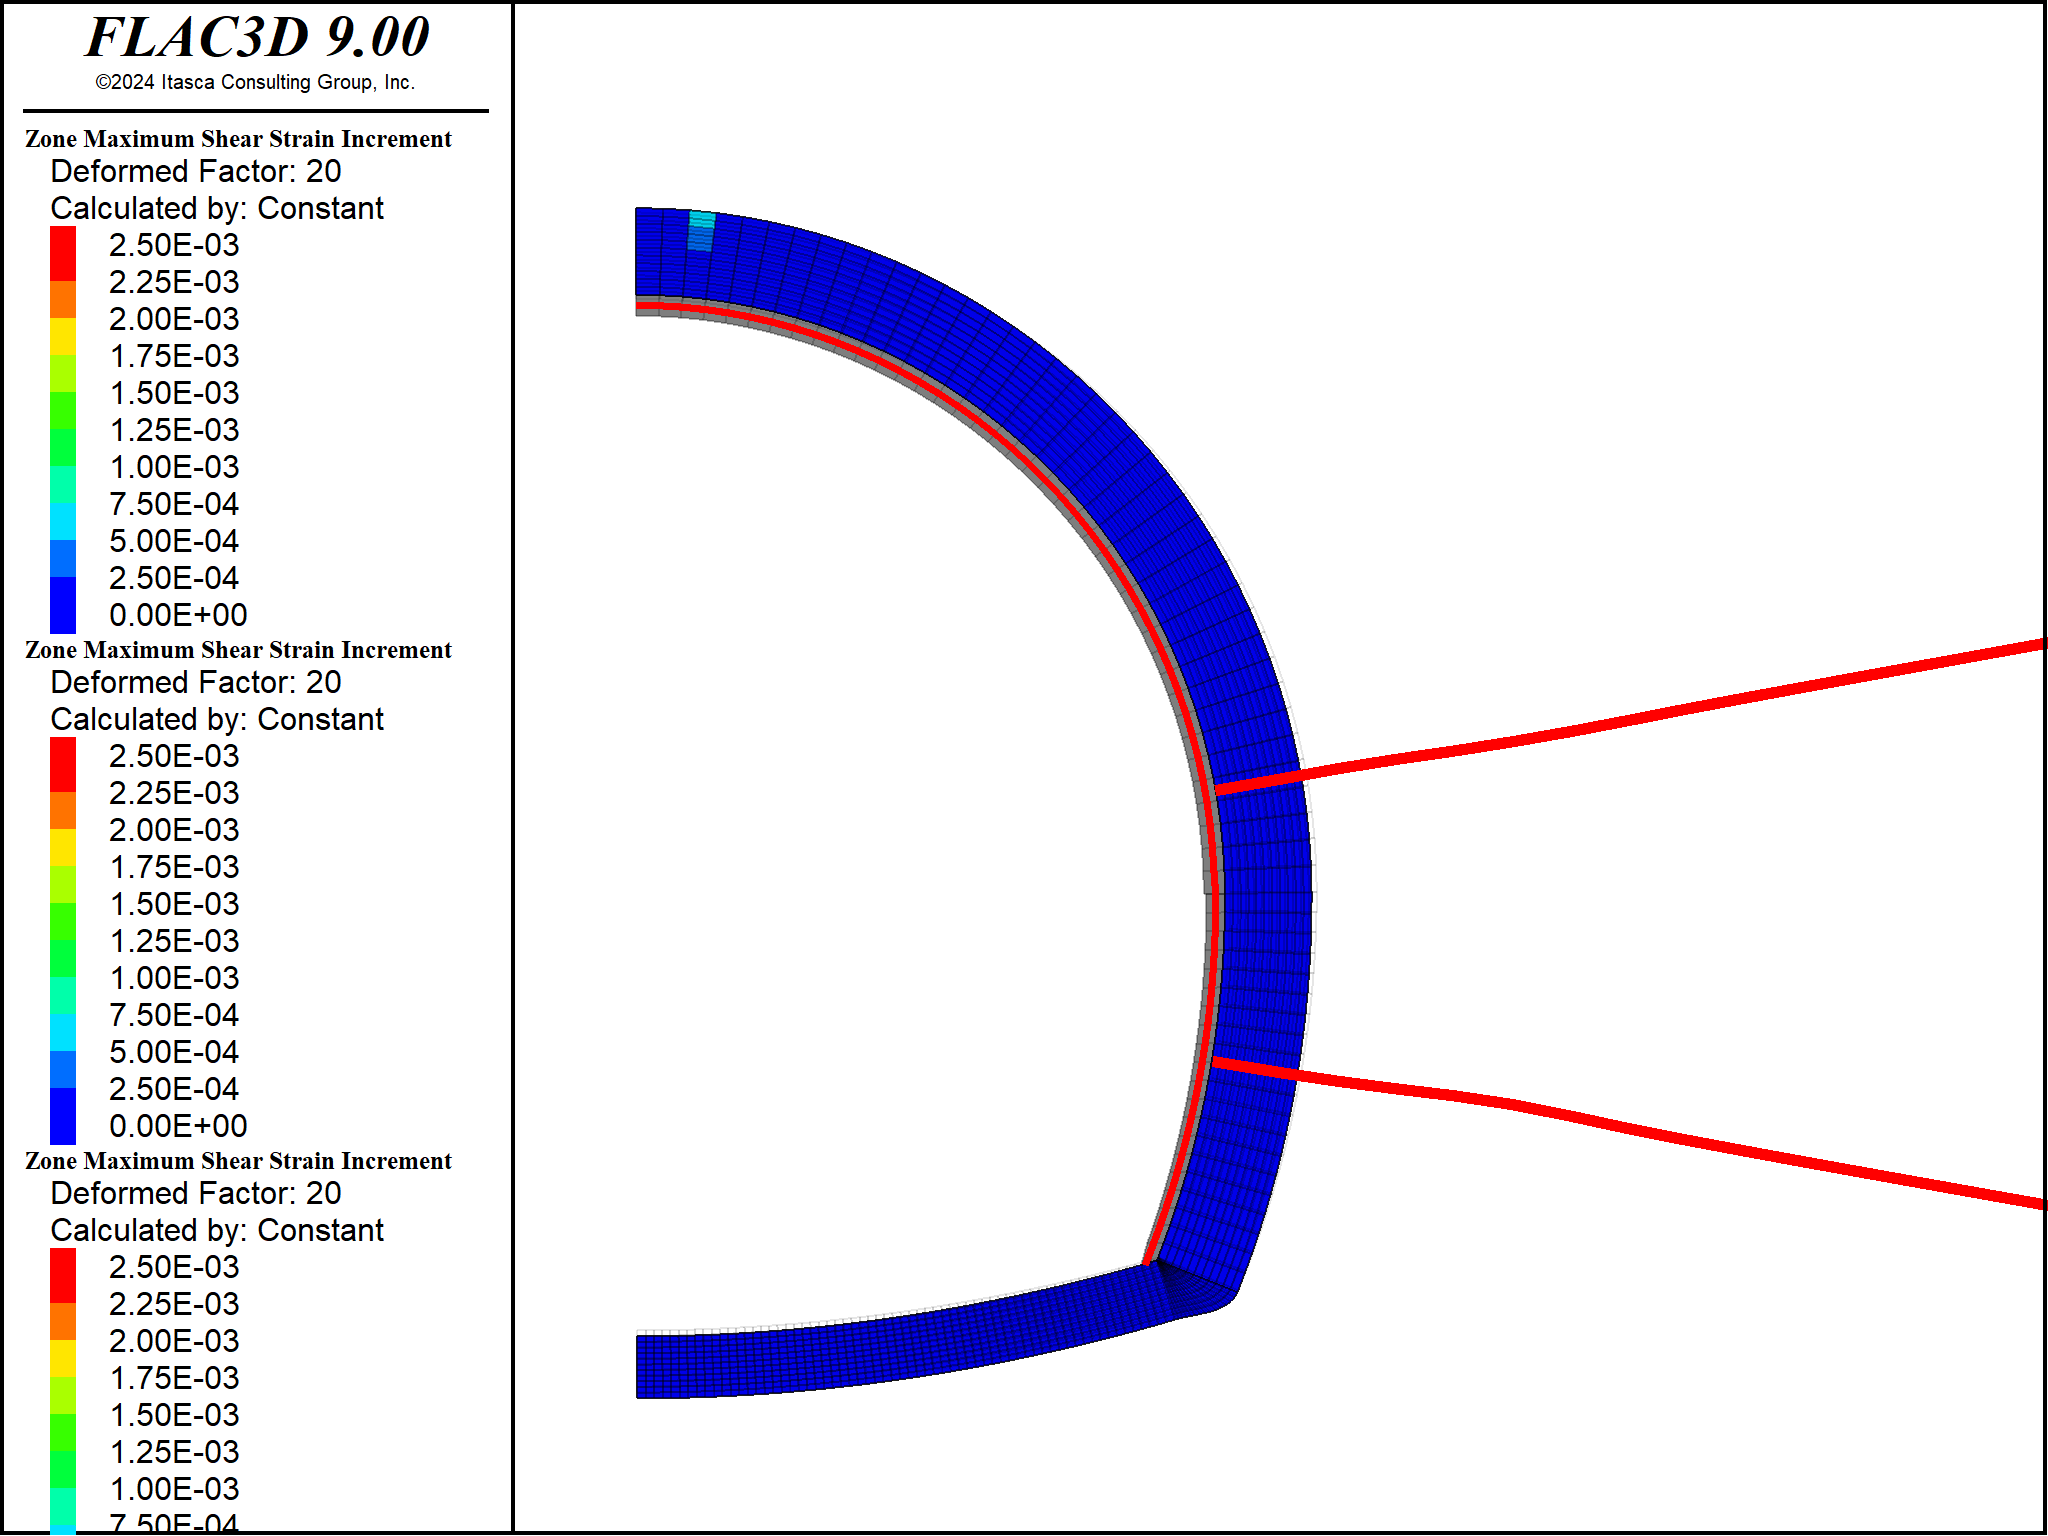 FLAC3D 9.00
©2024 Itasca Consulting Group, Inc.
Zone Maximum Shear Strain Increment
Deformed Factor: 20
Calculated by: Constant
2.50E-03
2.25E-03
2.00E-03
1.75E-03
1.50E-03
1.25E-03
1.00E-03
7.50E-04
5.00E-04
2.50E-04
0.00E+00
Zone Maximum Shear Strain Increment
Deformed Factor: 20
Calculated by: Constant
2.50E-03
2.25E-03
2.00E-03
1.75E-03
1.50E-03
1.25E-03
1.00E-03
7.50E-04
5.00E-04
2.50E-04
0.00E+00
Zone Maximum Shear Strain Increment
Deformed Factor: 20
Calculated by: Constant
2.50E-03
2.25E-03
2.00E-03
1.75E-03
1.50E-03
1.25E-03
1.00E-03
7.50E-04